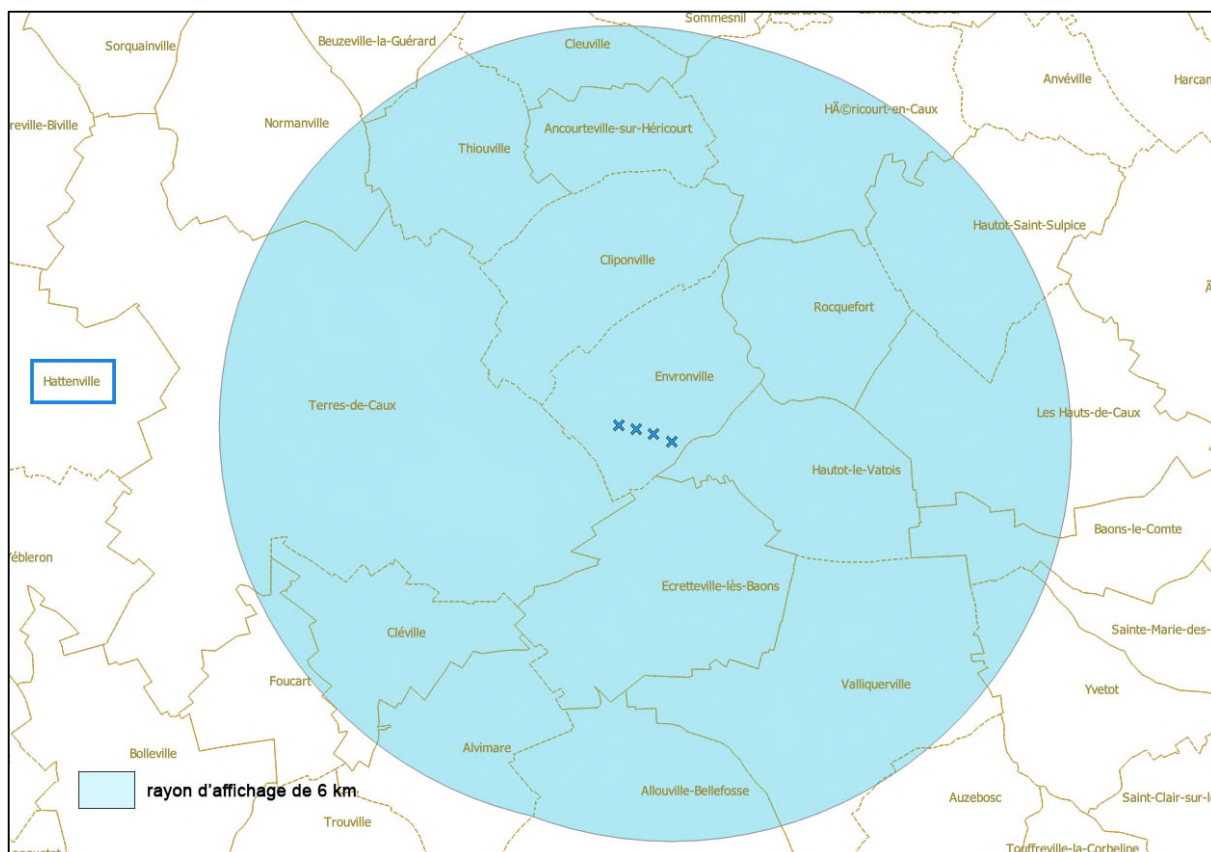 Sommesnil
Sorquainville
Beuzeville-la-Guérard
Cleuville
Anvéville
Harcan
HÃ©ricourt-en-Caux
reville-Biville
Normanville
Ancourteville-sur-Héricourt
Thiouville
Hautot-Saint-Sulpice
Cliponville
Rocquefort
Hattenville
Envronville
Terres-de-Caux
Les Hauts-de-Caux
Hautot-le-Vatois
Baons-le-Comte
Yébleron
Ecretteville-lès-Baons
Cléville
Sainte-Marie-des-
Foucart
Valliquerville
Yvetot
Alvimare
Bolleville
rayon d'affichage de 6 km
Allouville-Bellefosse
Auzebosc
Saint-Clair-sur-l
Trouville
Touffreville-la-Corbeline